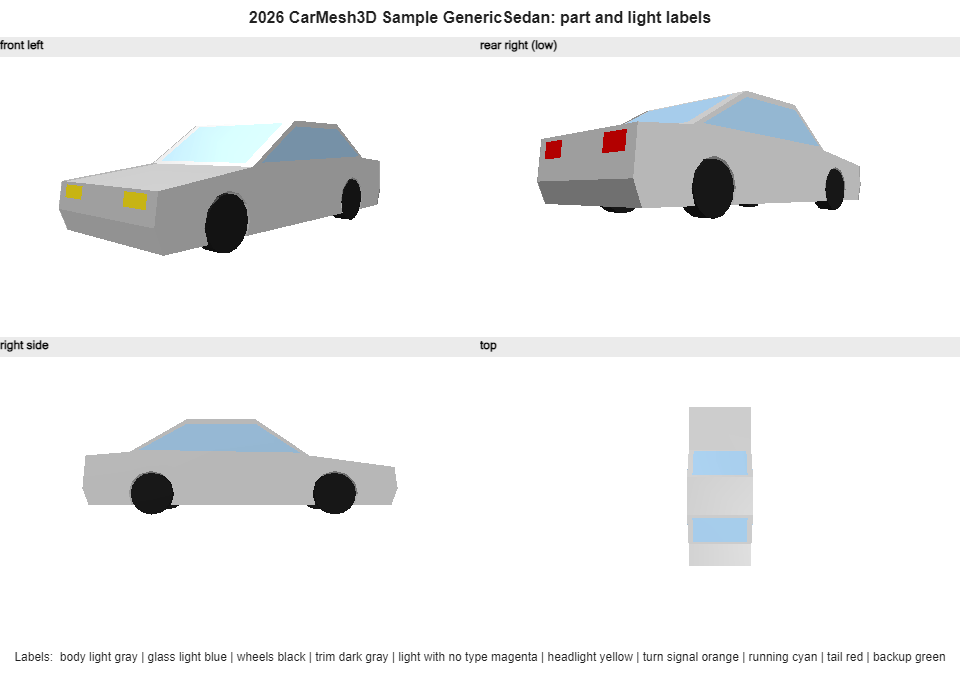 2026 CarMesh3D Sample GenericSedan: part and light labels
front left
rear right (low)
right side
top
Labels:  body light gray | glass light blue | wheels black | trim dark gray | light with no type magenta | headlight yellow | turn signal orange | running cyan | tail red | backup green